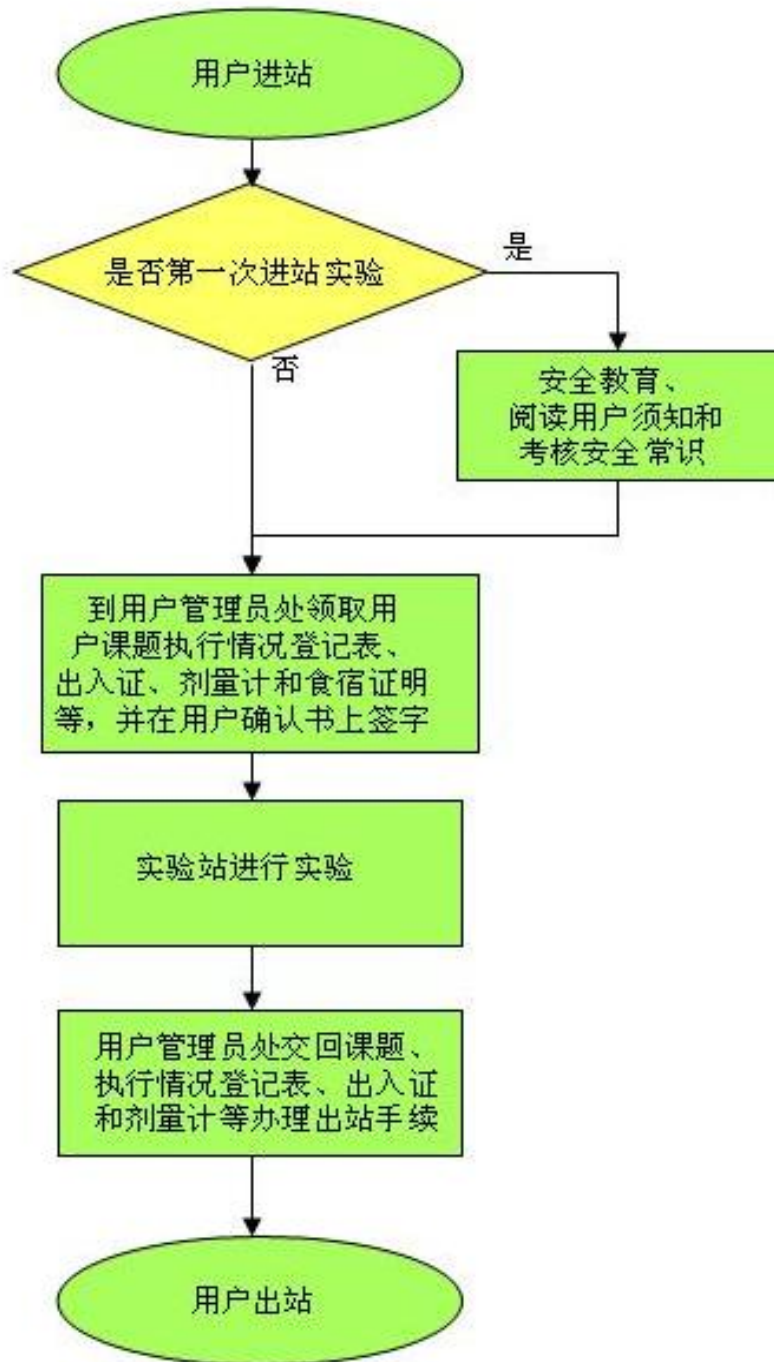 用户进站
是否第一次进站实验
是
否
安全教育、
阅读用户须知和
考核安全常识
到用户管理员处领取用
户课题执行情况登记表、
出入证、剂量计和食宿证明
等，并在用户确认书上签字
实验站进行实验
用户管理员处交回课题、
执行情况登记表、出入证
和剂量计等办理出站手续
用户出站